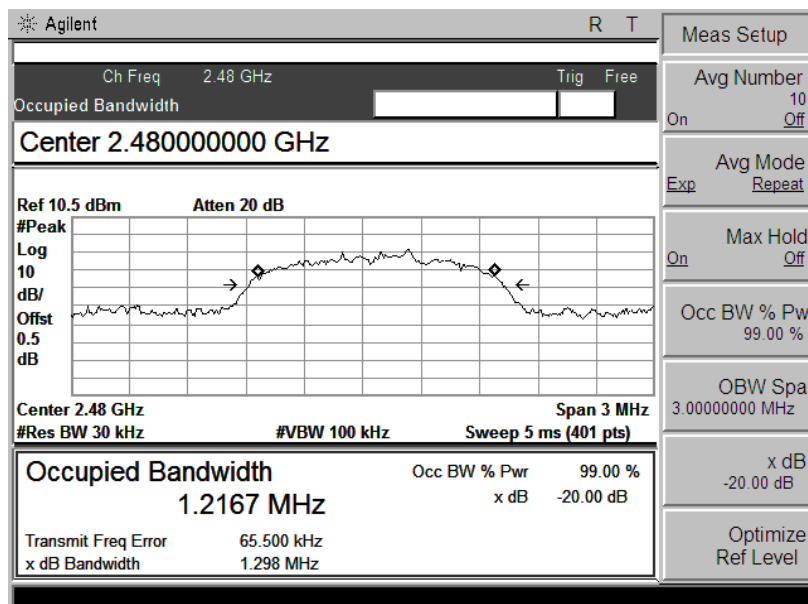 Agilent R T
Ch Freq 2.48 GHz Trig Free
Occupied Bandwidth
Center 2.480000000 GHz
Ref 10.5 dBm Atten 20 dB
#Peak
Log
10
dB/
Offst
0.5
dB
Center 2.48 GHz Span 3 MHz
#Res BW 30 kHz #VBW 100 kHz Sweep 5 ms (401 pts)
Occupied Bandwidth
1.2167 MHz
Occ BW % Pwr 99.00 %
x dB -20.00 dB
Transmit Freq Error 65.500 kHz
x dB Bandwidth 1.298 MHz
Meas Setup
Avg Number
10
On Off
Avg Mode
Exp Repeat
Max Hold
On Off
Occ BW % Pw
99.00 %
OBW Spa
3.00000000 MHz
x dB
-20.00 dB
Optimize
Ref Level